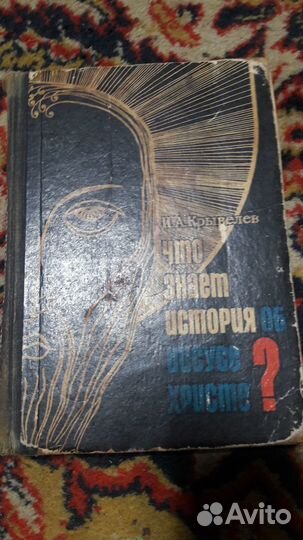 И.А.Крывелев
что
знает
история об
иисусе
христе ?
Avito